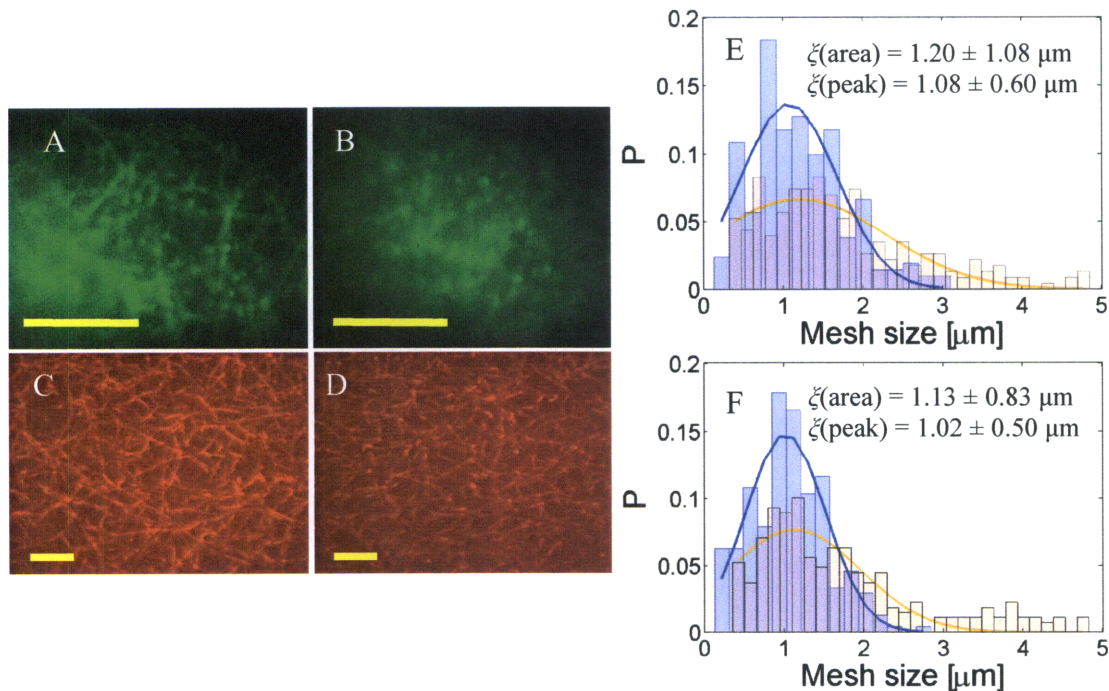 A
B
C
D
0.2
0.15
0.1
0.05
0
P
E
ξ(area) = 1.20 ± 1.08 μm
ξ(peak) = 1.08 ± 0.60 μm
0 1 2 3 4 5
Mesh size [μm]
0.2
0.15
0.1
0.05
0
P
F
ξ(area) = 1.13 ± 0.83 μm
ξ(peak) = 1.02 ± 0.50 μm
0 1 2 3 4 5
Mesh size [μm]